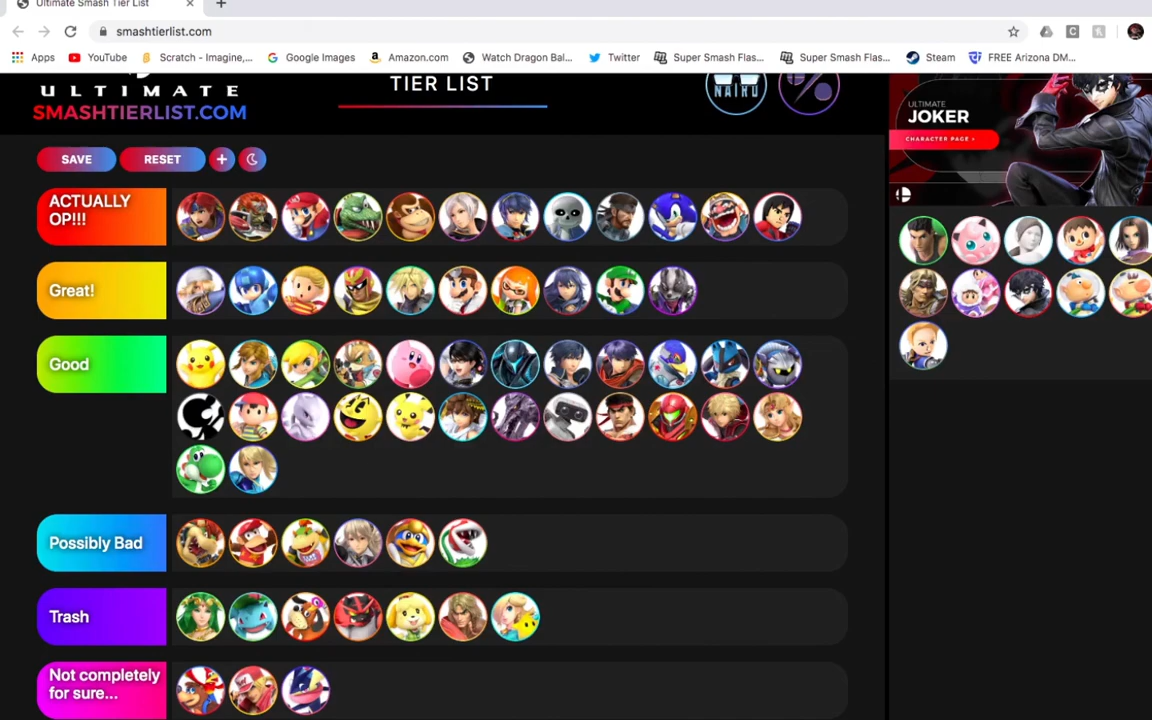 Ultimate Smash Tier List
smashtierlist.com
Apps YouTube Scratch - Imagine,... Google Images Amazon.com Watch Dragon Bal... Twitter Super Smash Flas... Super Smash Flas... Steam FREE Arizona DM...
ULTIMATE
SMASHTIERLIST.COM
TIER LIST
NAIRO
ULTIMATE
JOKER
CHARACTER PAGE >
SAVE RESET +
ACTUALLY
OP!!!
Great!
Good
Possibly Bad
Trash
Not completely
for sure...